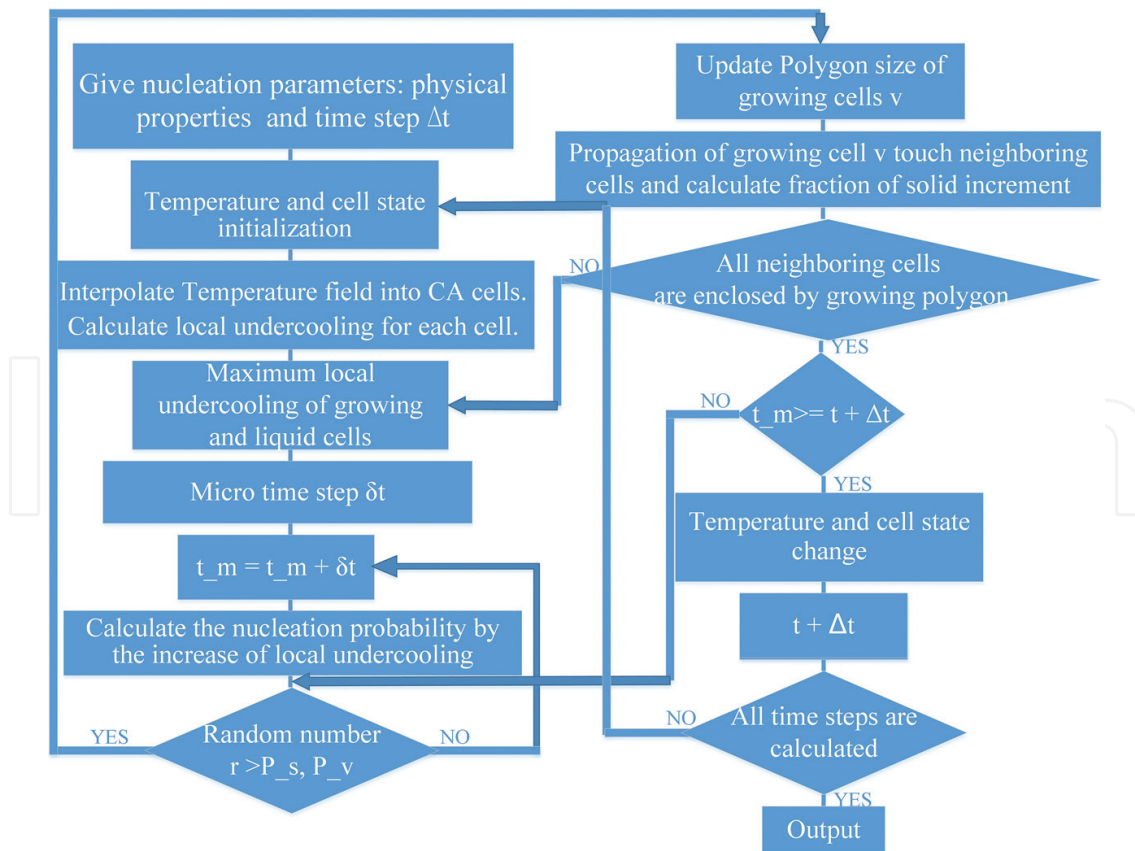 Give nucleation parameters: physical
properties and time step Δt
Temperature and cell state
initialization
Interpolate Temperature field into CA cells.
Calculate local undercooling for each cell.
Maximum local
undercooling of growing
and liquid cells
Micro time step δt
t_m = t_m + δt
Calculate the nucleation probability by
the increase of local undercooling
Random number
r >P_s, P_v
YES
NO
Update Polygon size of
growing cells v
Propagation of growing cell v touch neighboring
cells and calculate fraction of solid increment
All neighboring cells
are enclosed by growing polygon
NO
YES
t_m>= t + Δt
NO
YES
Temperature and cell state
change
t + Δt
All time steps are
calculated
NO
YES
Output